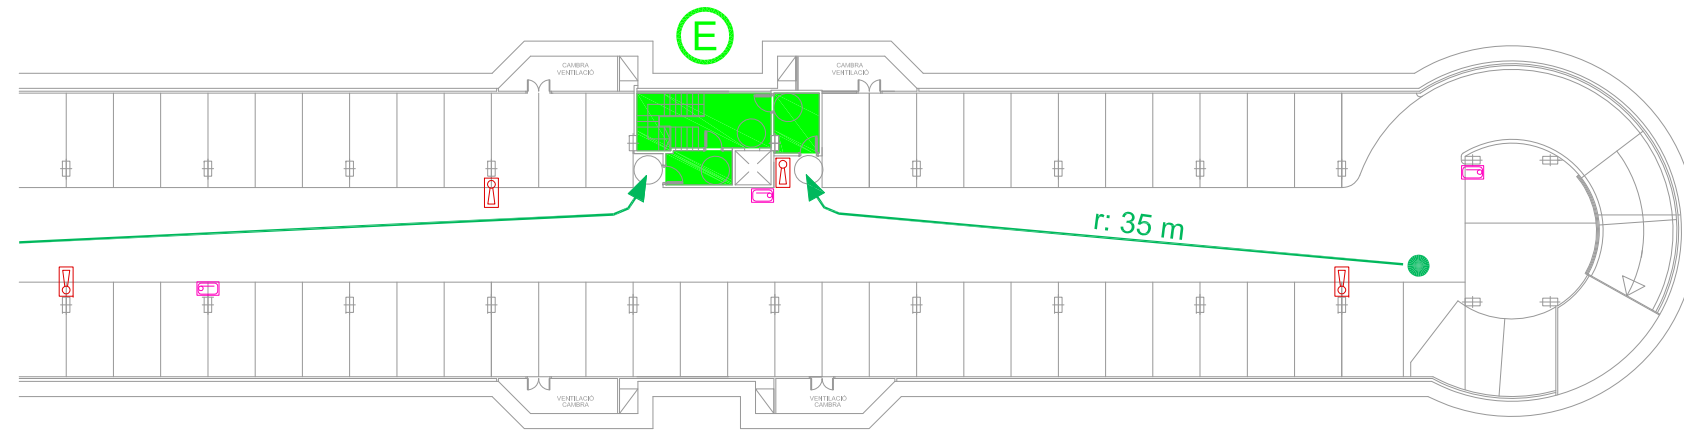 E
CAMBRA
VENTILACIÓ
CAMBRA
VENTILACIÓ
r: 35 m
VENTILACIÓ
CAMBRA
VENTILACIÓ
CAMBRA